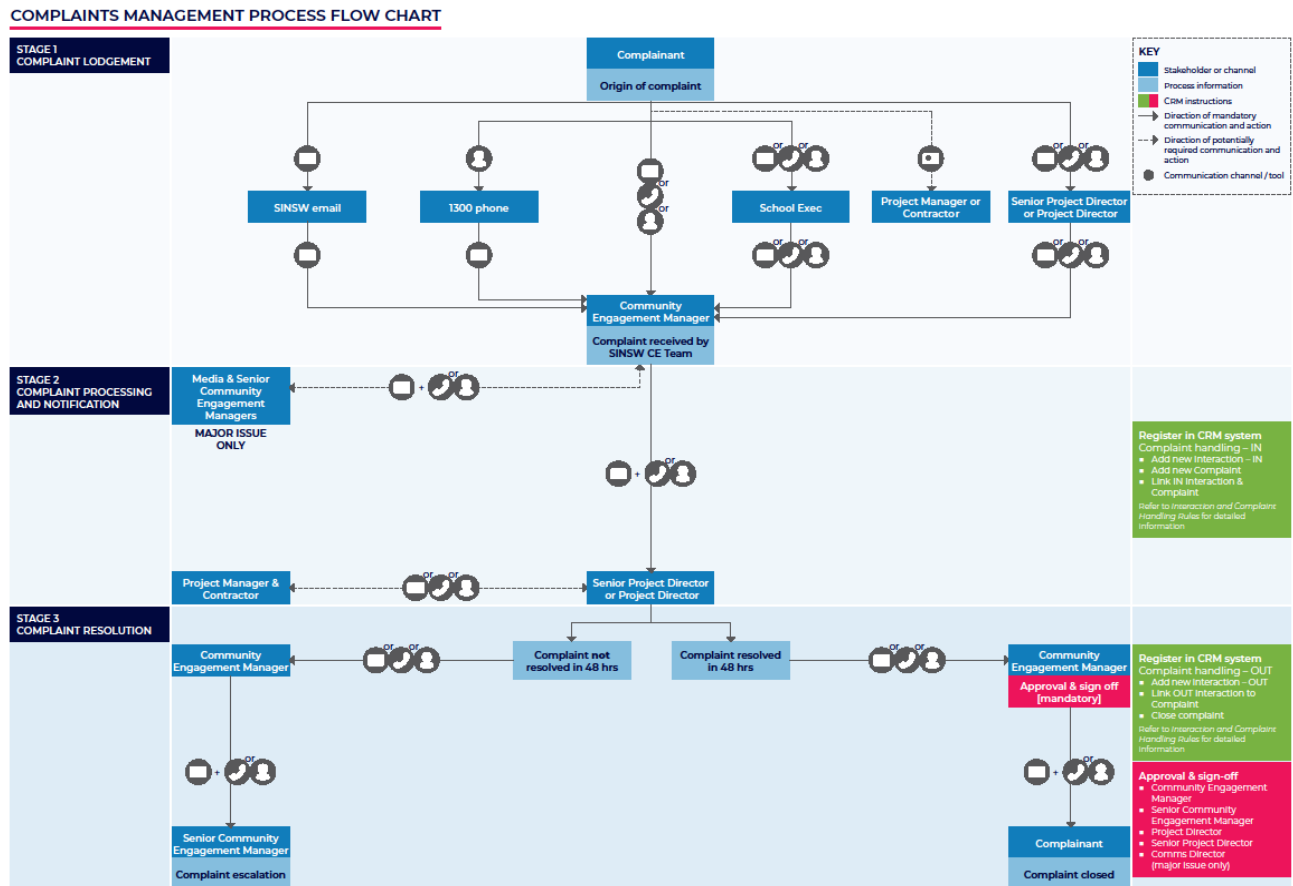 COMPLAINTS MANAGEMENT PROCESS FLOW CHART
STAGE 1
COMPLAINT LODGEMENT
Complainant
Origin of complaint
KEY
Stakeholder or channel
Process information
CRM instructions
Direction of mandatory
communication and action
Direction of potentially
required communication and
action
Communication channel / tool
or
or
or
or
or
or
SINSW email
1300 phone
School Exec
Project Manager or
Contractor
Senior Project Director
or Project Director
or
or
or
or
Community
Engagement Manager
Complaint received by
SINSW CE Team
STAGE 2
COMPLAINT PROCESSING
AND NOTIFICATION
Media & Senior
Community
Engagement
Managers
MAJOR ISSUE
ONLY
+
or
+
or
Register in CRM system
Complaint handling – IN
Add new Interaction – IN
Add new Complaint
Link IN Interaction &
Complaint
Refer to Interaction and Complaint
Handling Rules for detailed
information
Project Manager &
Contractor
or
or
Senior Project Director
or Project Director
STAGE 3
COMPLAINT RESOLUTION
Community
Engagement Manager
or
or
Complaint not
resolved in 48 hrs
Complaint resolved
in 48 hrs
or
or
Community
Engagement Manager
Approval & sign off
[mandatory]
Register in CRM system
Complaint handling – OUT
Add new Interaction – OUT
Link OUT Interaction to
Complaint
Close complaint
Refer to Interaction and Complaint
Handling Rules for detailed
information
+
or
+
or
Approval & sign-off
Community Engagement
Manager
Senior Community
Engagement Manager
Project Director
Senior Project Director
Comms Director
(major issue only)
Senior Community
Engagement Manager
Complaint escalation
Complainant
Complaint closed